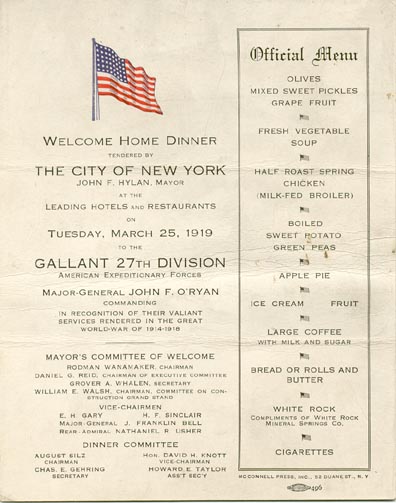 WELCOME HOME DINNER
TENDERED BY
THE CITY OF NEW YORK
JOHN F. HYLAN, MAYOR
AT THE
LEADING HOTELS AND RESTAURANTS
ON
TUESDAY, MARCH 25, 1919
TO THE
GALLANT 27TH DIVISION
AMERICAN EXPEDITIONARY FORCES
MAJOR-GENERAL JOHN F. O'RYAN
COMMANDING
IN RECOGNITION OF THEIR VALIANT
SERVICES RENDERED IN THE GREAT
WORLD-WAR OF 1914-1918
MAYOR'S COMMITTEE OF WELCOME
RODMAN WANAMAKER, CHAIRMAN
DANIEL G. REID, CHAIRMAN OF EXECUTIVE COMMITTEE
GROVER A. WHALEN, SECRETARY
WILLIAM E. WALSH, CHAIRMAN, COMMITTEE ON CON-
STRUCTION GRAND STAND
VICE-CHAIRMEN
E. H. GARY H. F. SINCLAIR
MAJOR-GENERAL J. FRANKLIN BELL
REAR-ADMIRAL NATHANIEL R. USHER
DINNER COMMITTEE
AUGUST SILZ HON. DAVID H. KNOTT
CHAIRMAN VICE-CHAIRMAN
CHAS. E. GEHRING HOWARD E. TAYLOR
SECRETARY ASS'T SEC'Y
Official Menu
OLIVES
MIXED SWEET PICKLES
GRAPE FRUIT
FRESH VEGETABLE
SOUP
HALF ROAST SPRING
CHICKEN
(MILK-FED BROILER)
BOILED
SWEET POTATO
GREEN PEAS
APPLE PIE
ICE CREAM FRUIT
LARGE COFFEE
WITH MILK AND SUGAR
BREAD OR ROLLS AND
BUTTER
WHITE ROCK
COMPLIMENTS OF WHITE ROCK
MINERAL SPRINGS CO.
CIGARETTES
MCCONNELL PRESS, INC., 52 DUANE ST., N. Y.
496